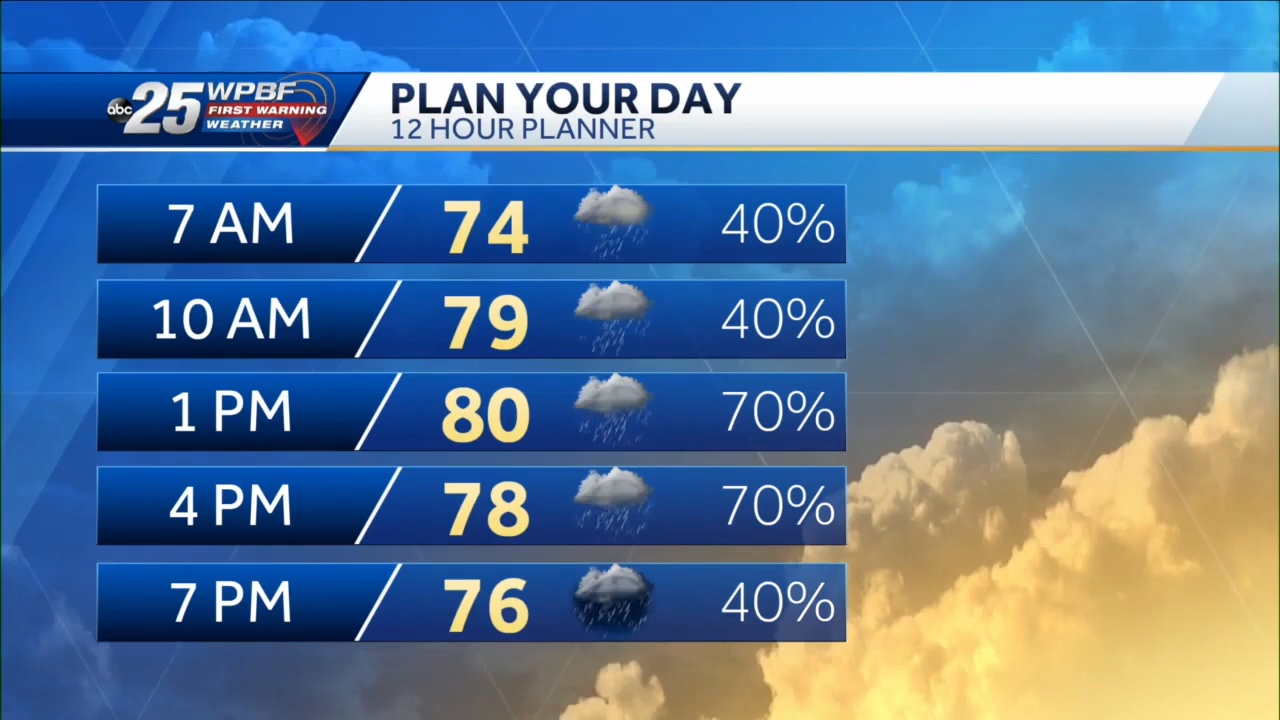 abc 25 WPBF
FIRST WARNING
WEATHER
PLAN YOUR DAY
12 HOUR PLANNER
7 AM 74 40%
10 AM 79 40%
1 PM 80 70%
4 PM 78 70%
7 PM 76 40%